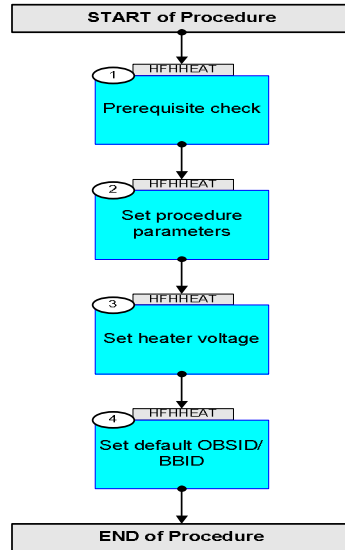 START of Procedure
HFHHEAT
1
Prerequisite check
HFHHEAT
2
Set procedure
parameters
HFHHEAT
3
Set heater voltage
HFHHEAT
4
Set default OBSID/
BBID
END of Procedure